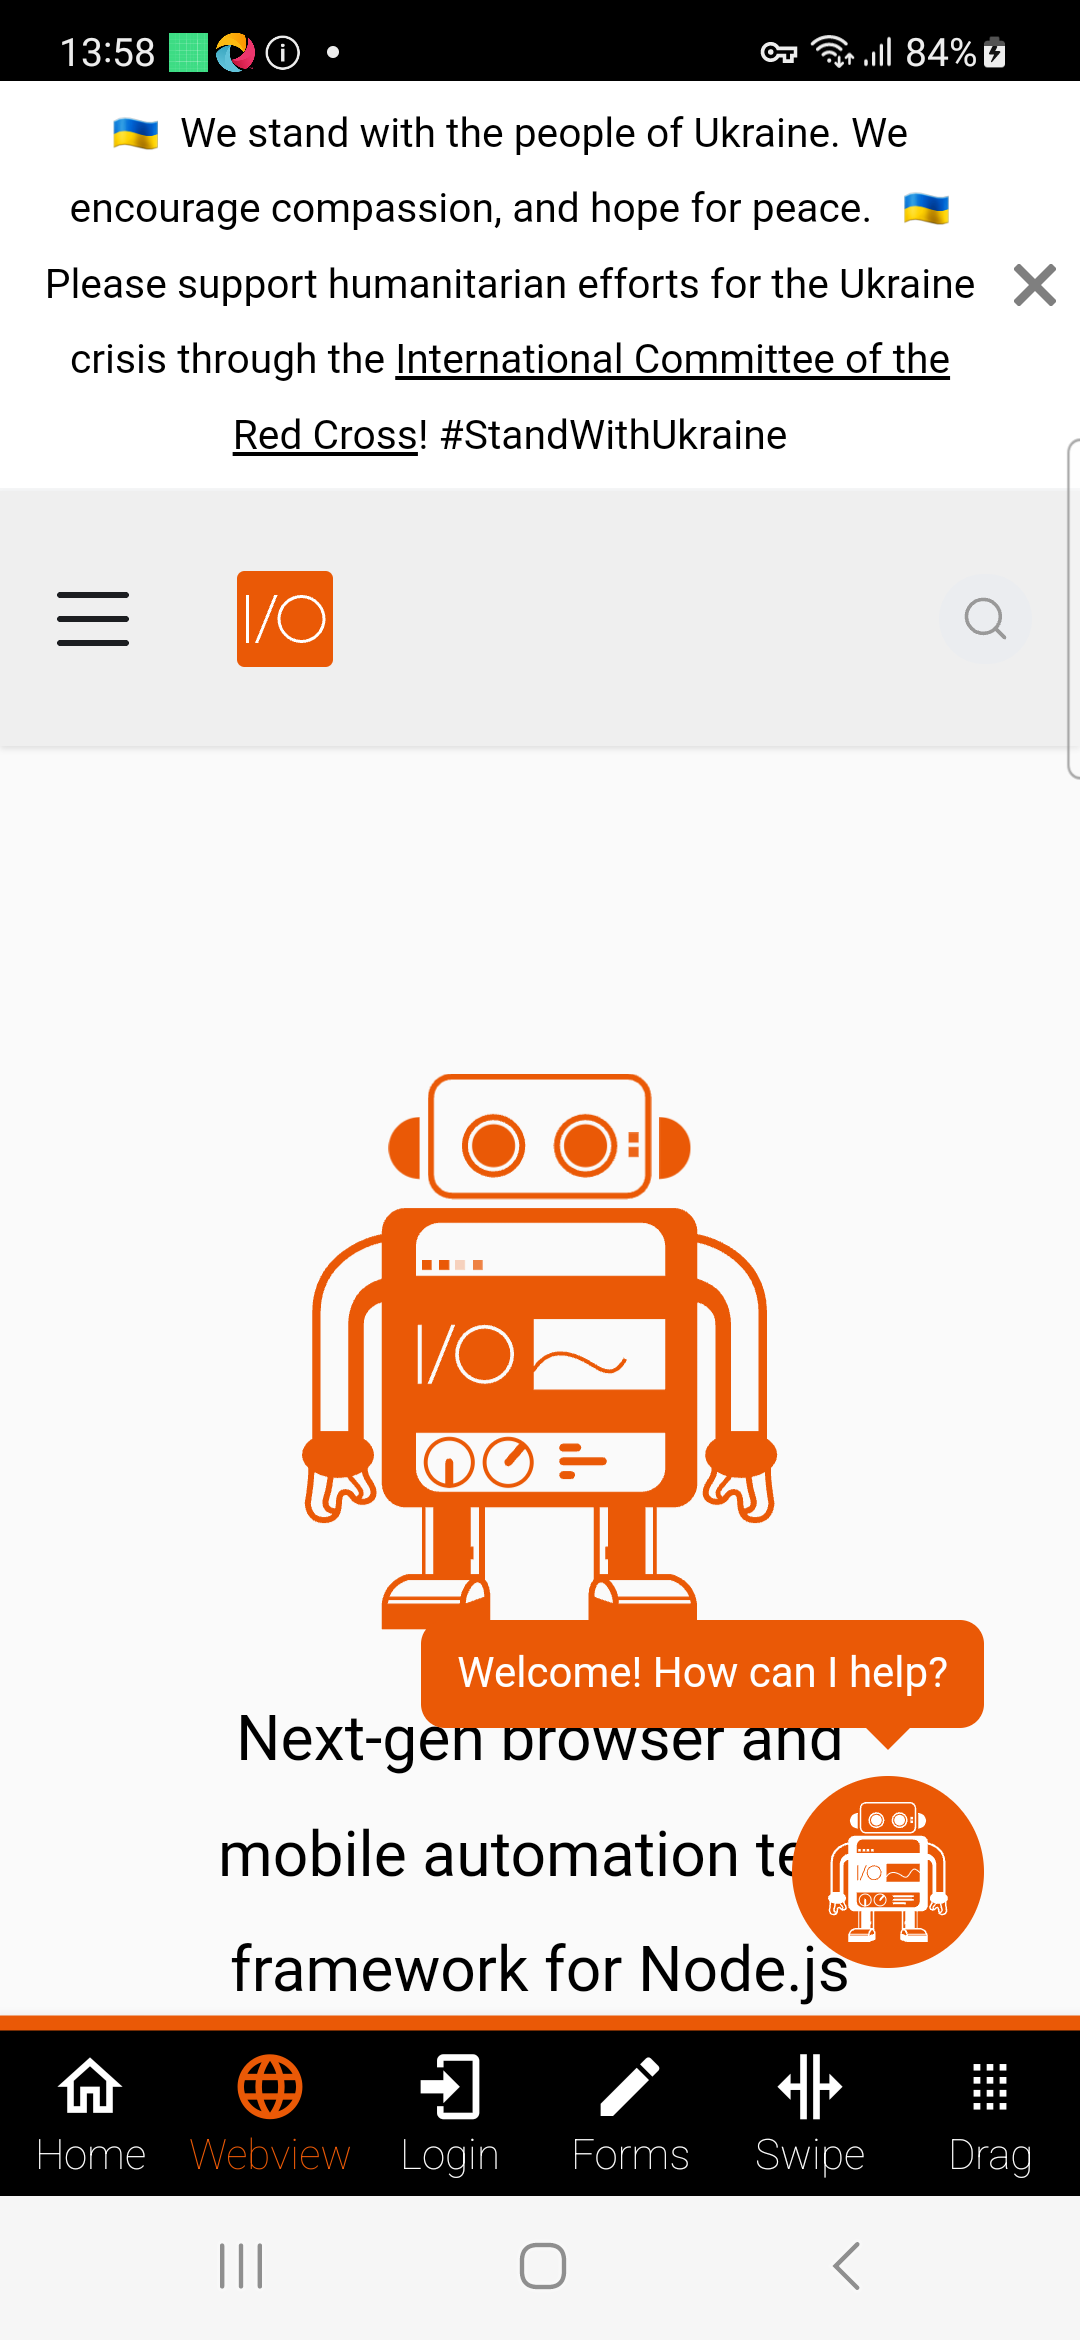 13:58
84%
🇺🇦 We stand with the people of Ukraine. We
encourage compassion, and hope for peace. 🇺🇦
Please support humanitarian efforts for the Ukraine
crisis through the International Committee of the
Red Cross! #StandWithUkraine
I/O
I/O
Welcome! How can I help?
Next-gen browser and
mobile automation te
I/O
framework for Node.js
Home Webview Login Forms Swipe Drag